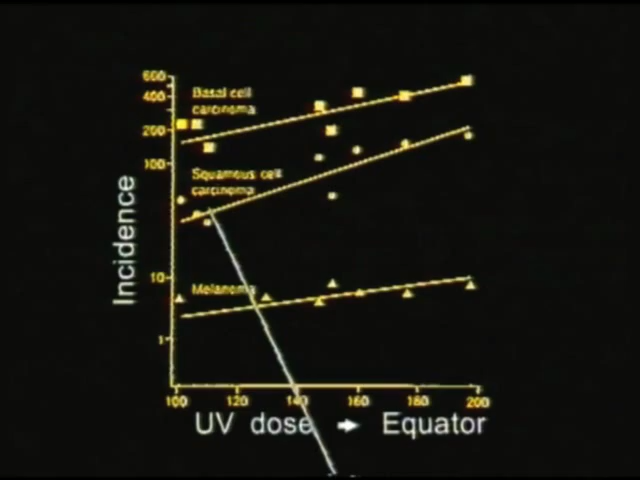 600
400
200
100
10
1
Incidence
Basal cell
carcinoma
Squamous cell
carcinoma
Melanoma
100 120 140 160 180 200
UV dose → Equator